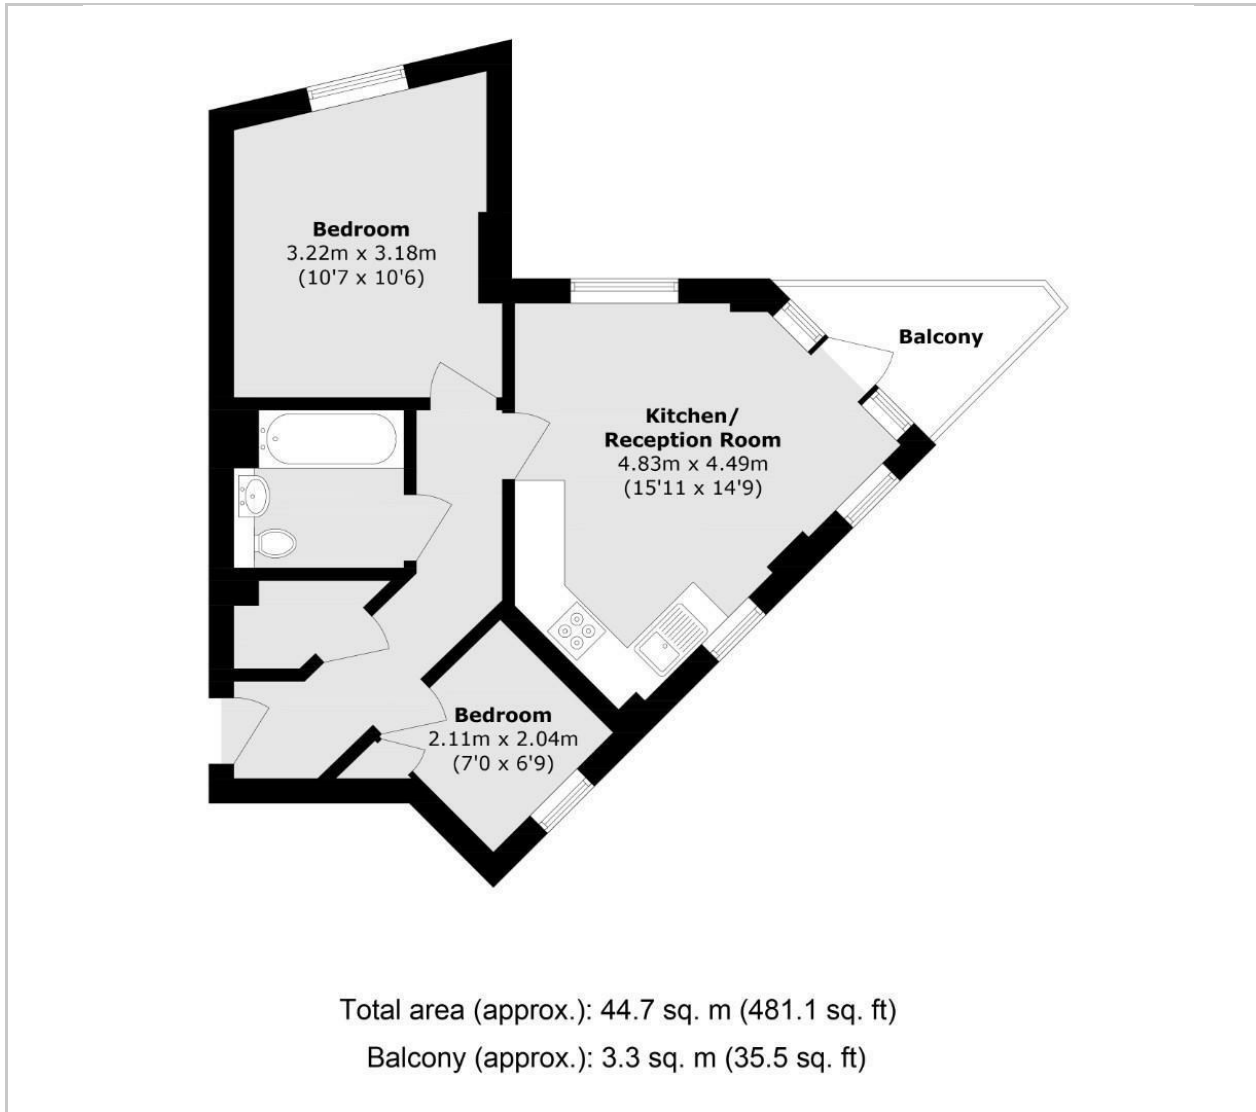 Bedroom
3.22m x 3.18m
(10'7 x 10'6)
Balcony
Kitchen/
Reception Room
4.83m x 4.49m
(15'11 x 14'9)
Bedroom
2.11m x 2.04m
(7'0 x 6'9)
Total area (approx.): 44.7 sq. m (481.1 sq. ft)
Balcony (approx.): 3.3 sq. m (35.5 sq. ft)